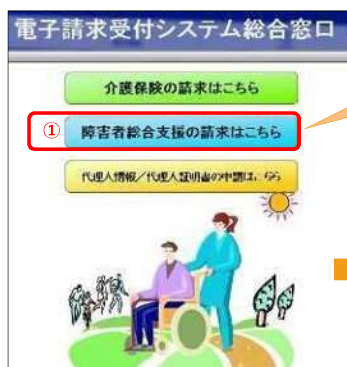 電子請求受付システム総合窓口
介護保険の請求はこちら
① 障害者総合支援の請求はこちら
代理人情報/代理人証明書の申請はこちら